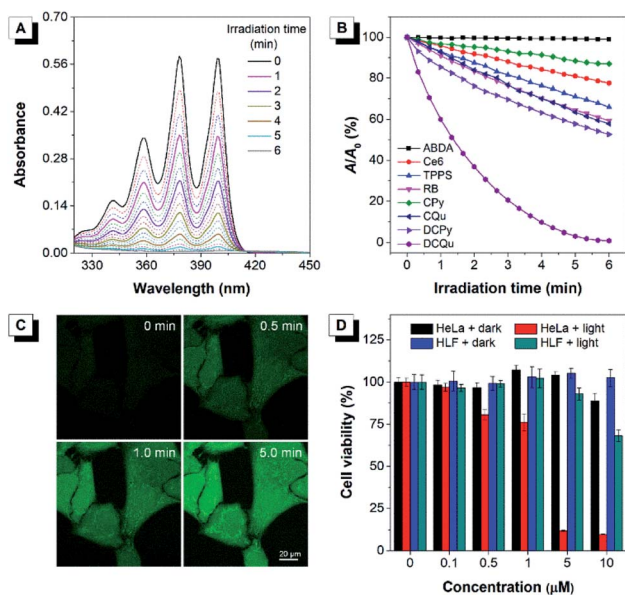 A
Irradiation time
(min)
0
1
2
3
4
5
6
Absorbance
0.56
0.42
0.28
0.14
0.00
330 360 390 420 450
Wavelength (nm)
B
A/A0 (%)
100
80
60
40
20
0
ABDA
Ce6
TPPS
RB
CPy
CQu
DCPy
DCQu
0 1 2 3 4 5 6
Irradiation time (min)
C
0 min
0.5 min
1.0 min
5.0 min
20 μm
D
HeLa + dark
HeLa + light
HLF + dark
HLF + light
Cell viability (%)
125
100
75
50
25
0
0 0.1 0.5 1 5 10
Concentration (μM)